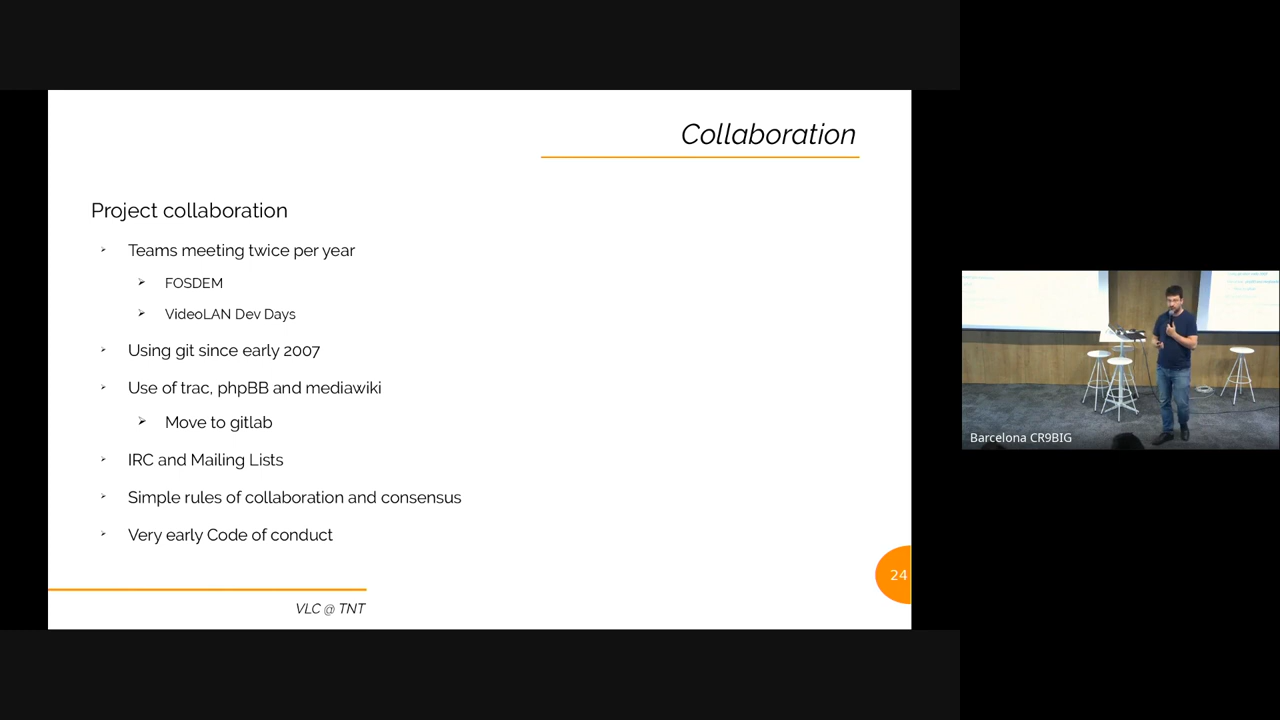 Collaboration
Project collaboration
Teams meeting twice per year
FOSDEM
VideoLAN Dev Days
Using git since early 2007
Use of trac, phpBB and mediawiki
Move to gitlab
IRC and Mailing Lists
Simple rules of collaboration and consensus
Very early Code of conduct
24
VLC @ TNT
Barcelona CR9BIG